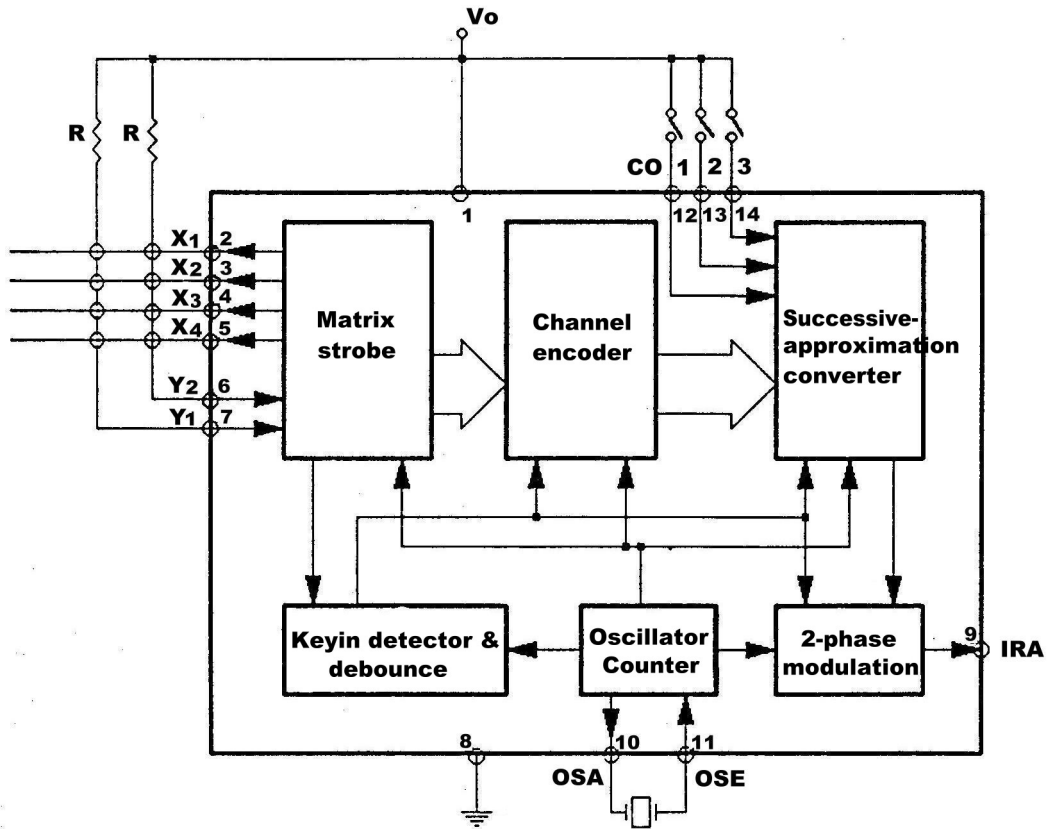 Vo
R R
CO 1 2 3
1 12 13 14
X1 2
X2 3
X3 4
X4 5
Y2 6
Y1 7
Matrix
strobe
Channel
encoder
Successive-
approximation
converter
Keyin detector &
debounce
Oscillator
Counter
2-phase
modulation
9
IRA
8
10 11
OSA OSE